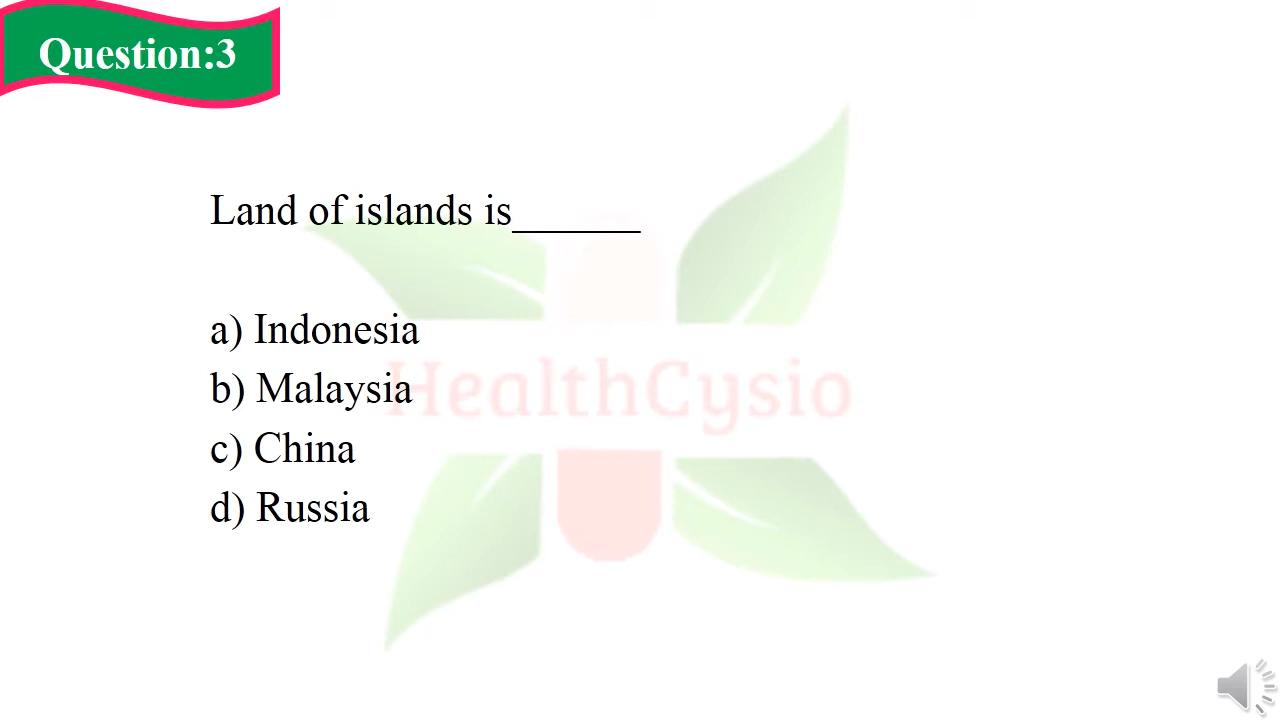 Question:3
Land of islands is______
a) Indonesia
b) Malaysia
HealthCysio
c) China
d) Russia